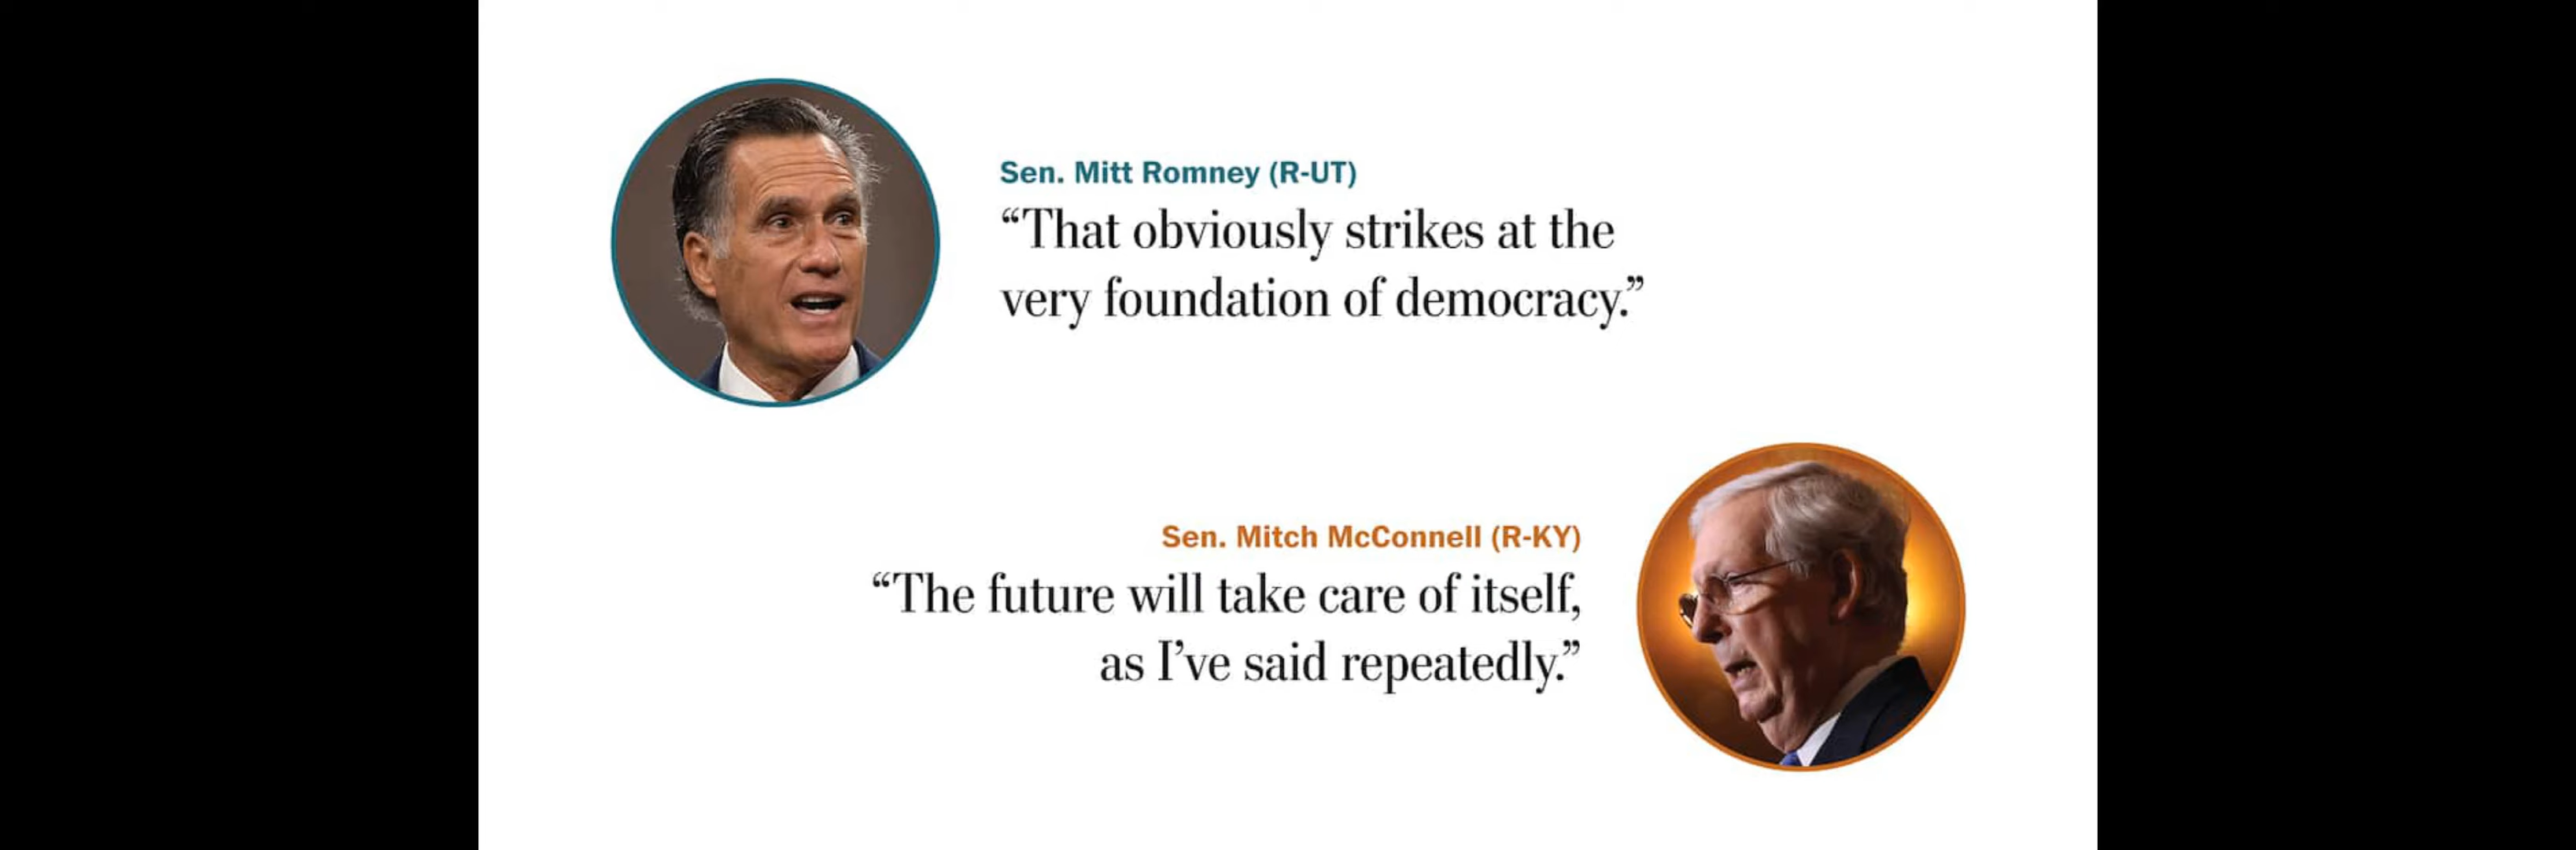 Sen. Mitt Romney (R-UT)
“That obviously strikes at the
very foundation of democracy.”
Sen. Mitch McConnell (R-KY)
“The future will take care of itself,
as I’ve said repeatedly.”